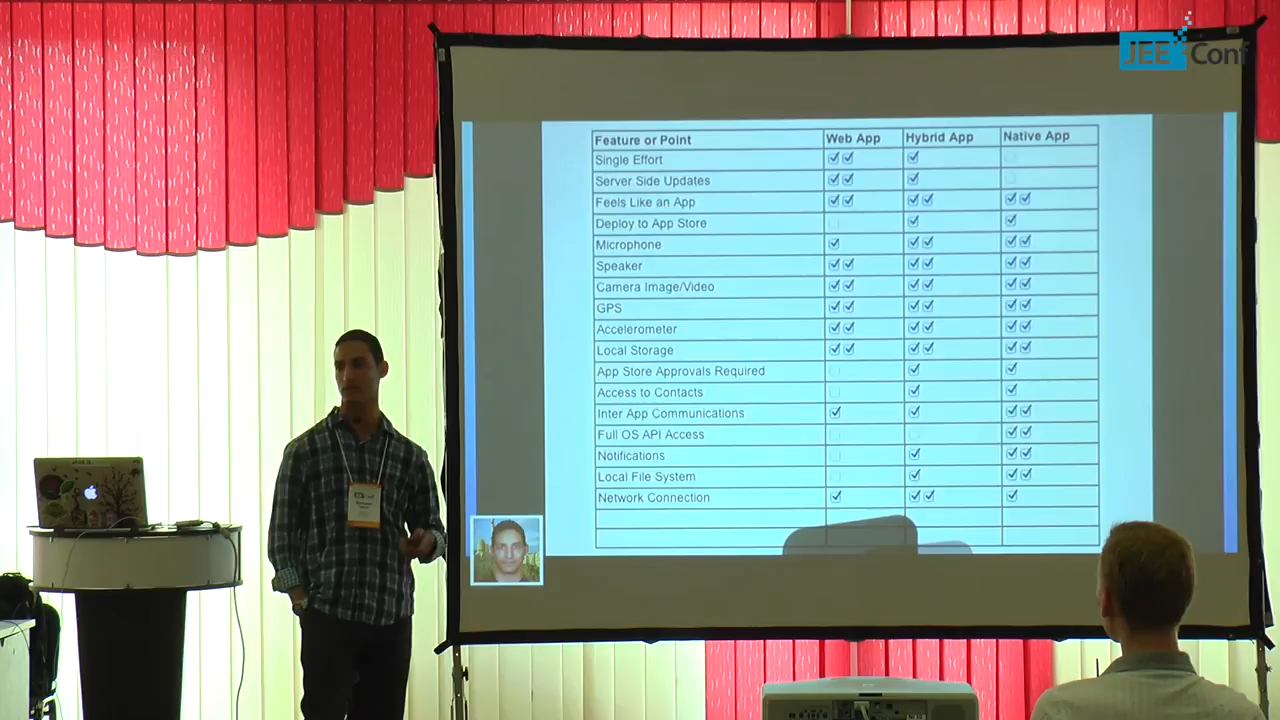 JEEConf
Feature or Point Web App Hybrid App Native App
Single Effort
Server Side Updates
Feels Like an App
Deploy to App Store
Microphone
Speaker
Camera Image/Video
GPS
Accelerometer
Local Storage
App Store Approvals Required
Access to Contacts
Inter App Communications
Full OS API Access
Notifications
Local File System
Network Connection